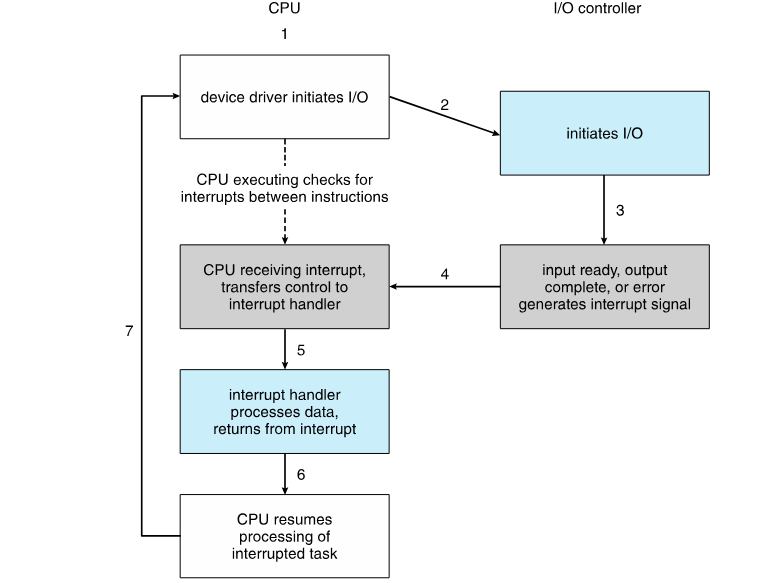 CPU
I/O controller
1
device driver initiates I/O
2
initiates I/O
CPU executing checks for
interrupts between instructions
3
CPU receiving interrupt,
transfers control to
interrupt handler
4
input ready, output
complete, or error
generates interrupt signal
7
5
interrupt handler
processes data,
returns from interrupt
6
CPU resumes
processing of
interrupted task